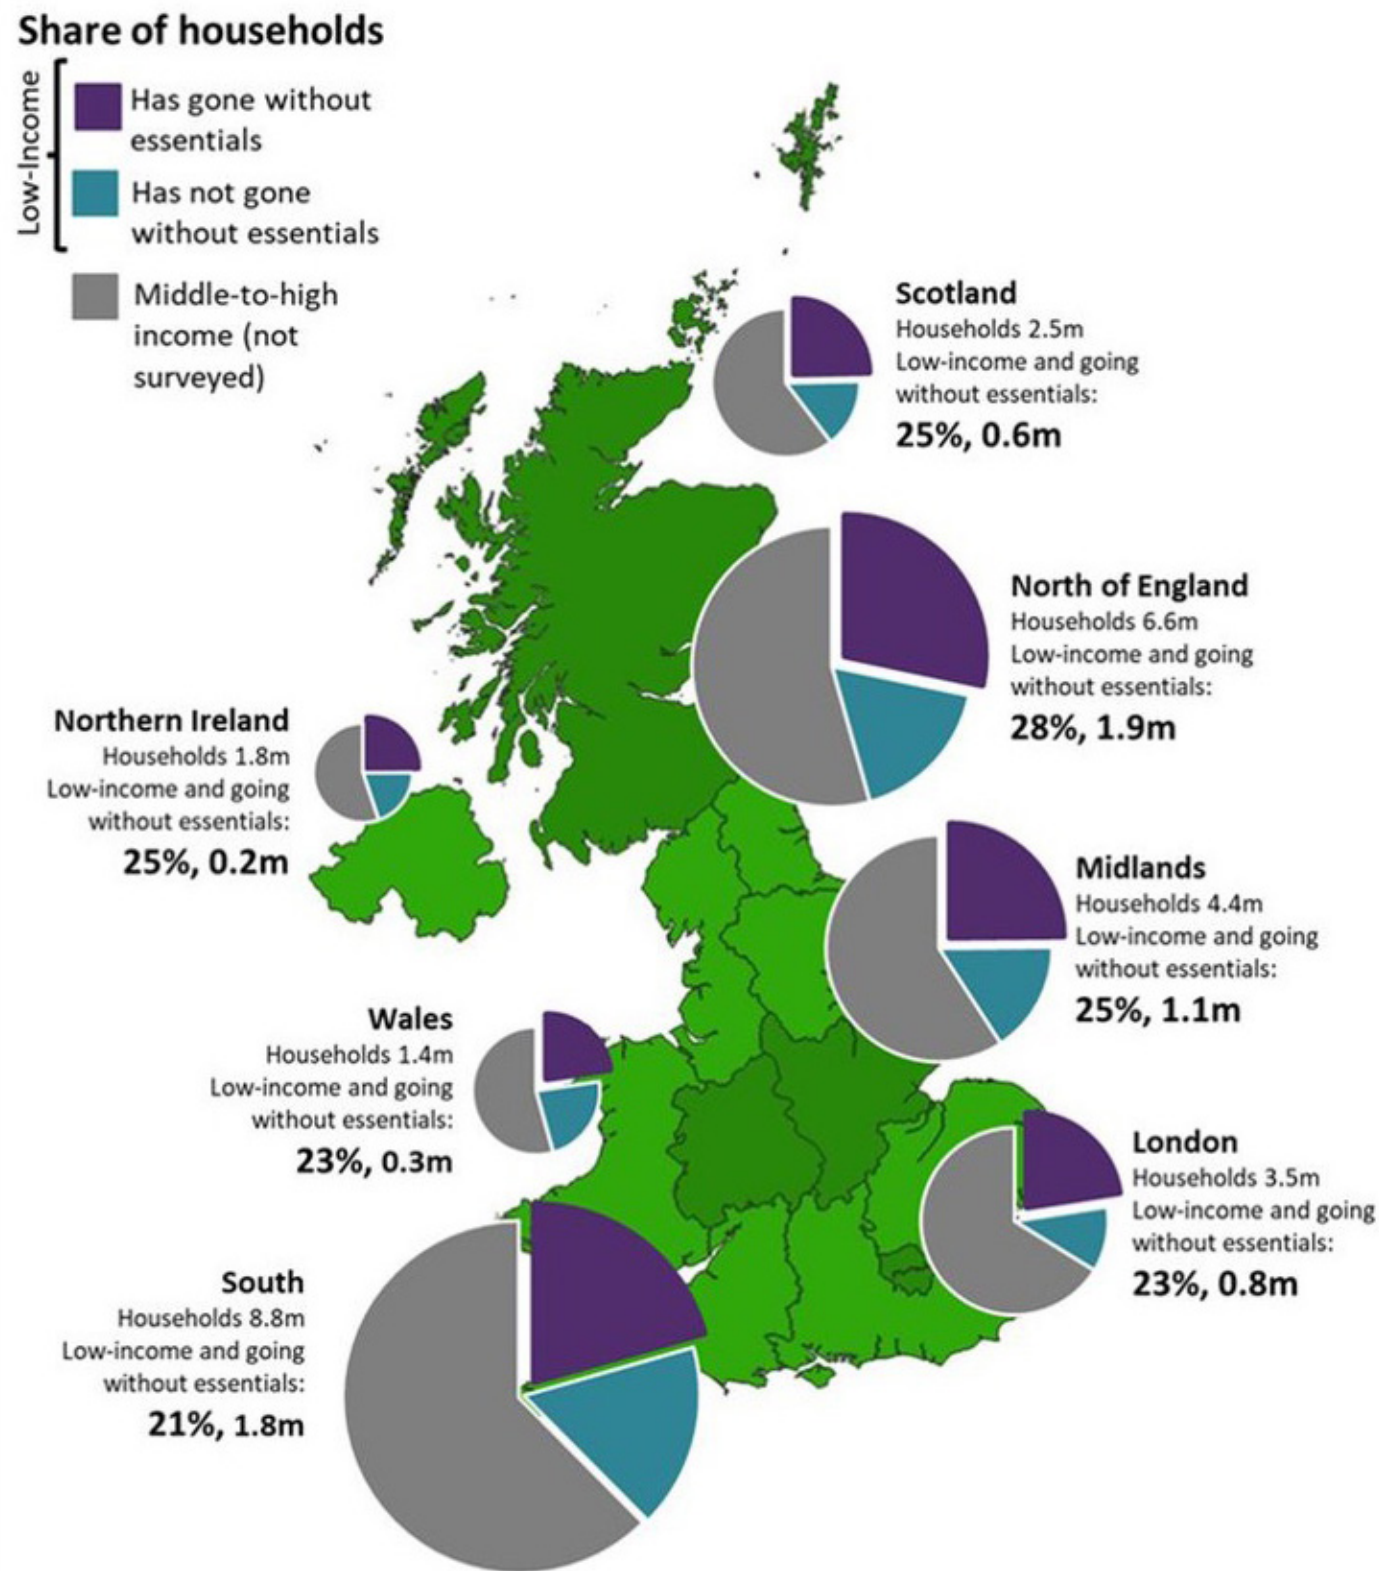 Share of households
Low-Income
Has gone without
essentials
Has not gone
without essentials
Middle-to-high
income (not
surveyed)
Scotland
Households 2.5m
Low-income and going
without essentials:
25%, 0.6m
North of England
Households 6.6m
Low-income and going
without essentials:
28%, 1.9m
Northern Ireland
Households 1.8m
Low-income and going
without essentials:
25%, 0.2m
Midlands
Households 4.4m
Low-income and going
without essentials:
25%, 1.1m
Wales
Households 1.4m
Low-income and going
without essentials:
23%, 0.3m
London
Households 3.5m
Low-income and going
without essentials:
23%, 0.8m
South
Households 8.8m
Low-income and going
without essentials:
21%, 1.8m